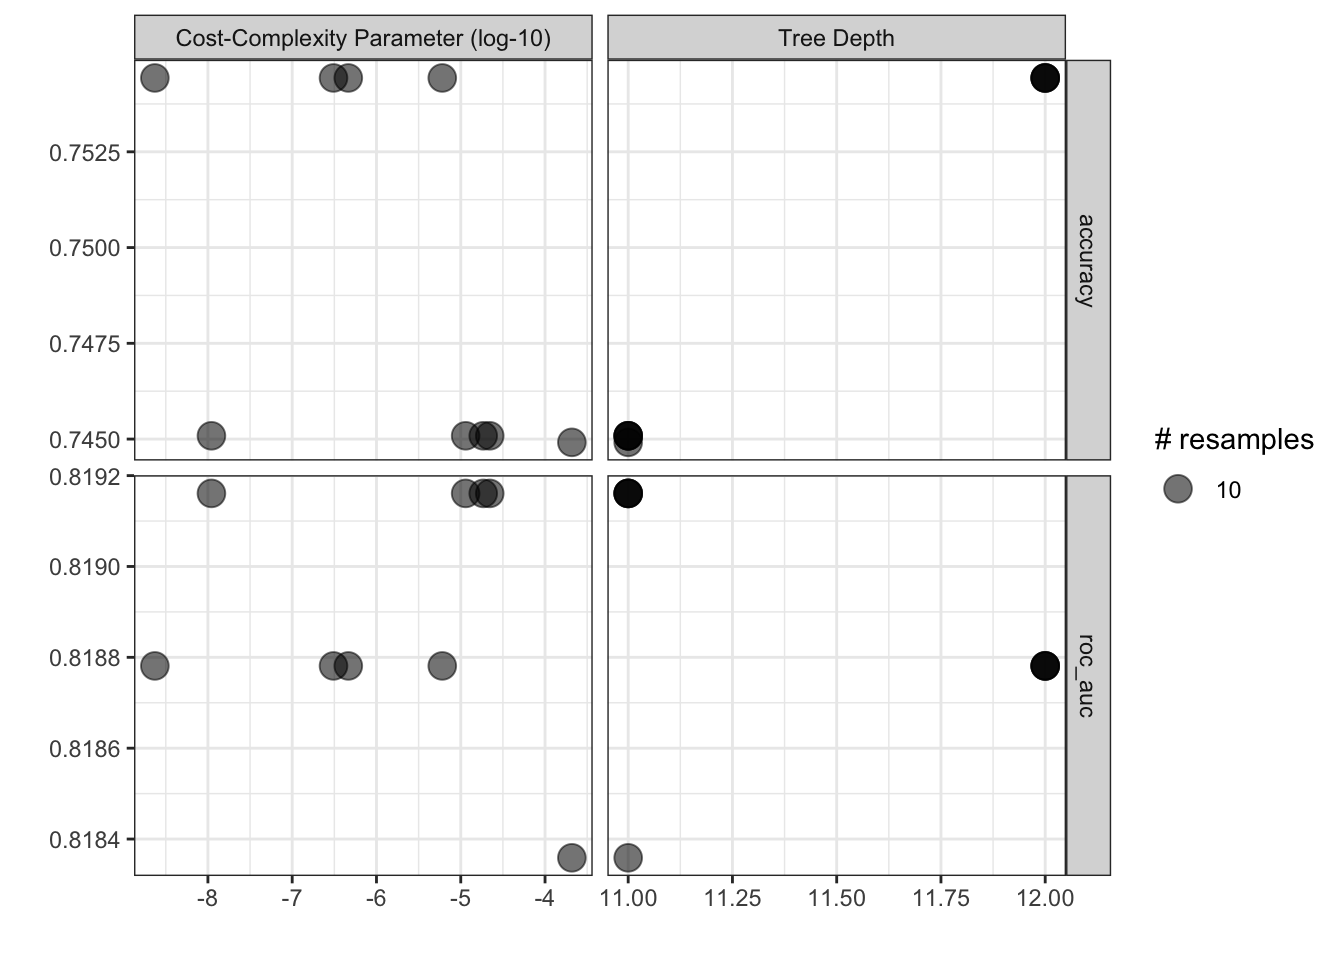 Cost-Complexity Parameter (log-10)
Tree Depth
0.7525
0.7500
0.7475
0.7450
accuracy
0.8192
0.8190
0.8188
0.8186
0.8184
roc_auc
-8 -7 -6 -5 -4
11.00 11.25 11.50 11.75 12.00
# resamples
10